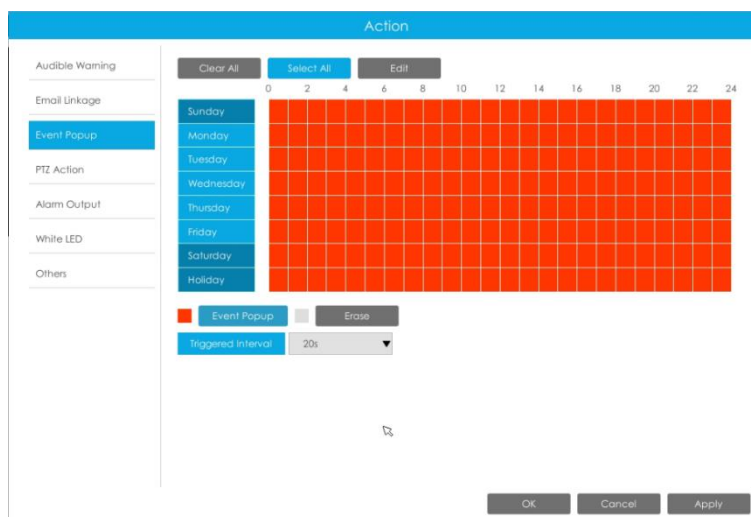 Action
Audible Warning
Email Linkage
Event Popup
PTZ Action
Alarm Output
White LED
Others
Clear All Select All Edit
0 2 4 6 8 10 12 14 16 18 20 22 24
Sunday
Monday
Tuesday
Wednesday
Thursday
Friday
Saturday
Holiday
Event Popup Erase
Triggered Interval 20s
OK Cancel Apply